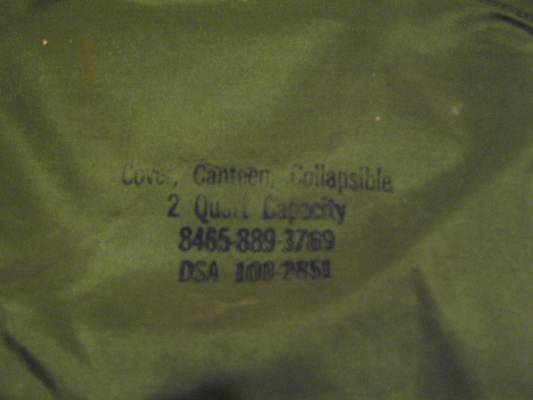 Cover, Canteen, Collapsible
2 Quart Capacity
8465-889-3769
DSA 100-2851